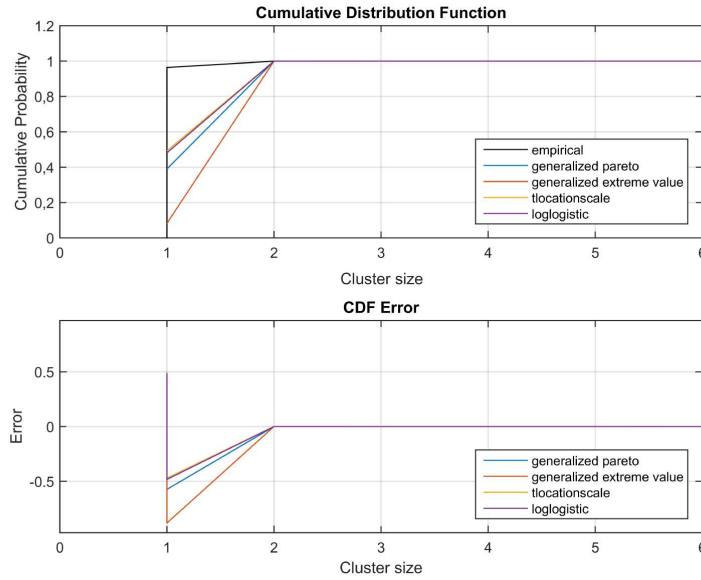 Cumulative Distribution Function
1.2
1
0,8
0,6
0,4
0,2
0
Cumulative Probability
empirical
generalized pareto
generalized extreme value
tlocationscale
loglogistic
0 1 2 3 4 5 6
Cluster size
CDF Error
0.5
0
-0.5
Error
generalized pareto
generalized extreme value
tlocationscale
loglogistic
0 1 2 3 4 5 6
Cluster size